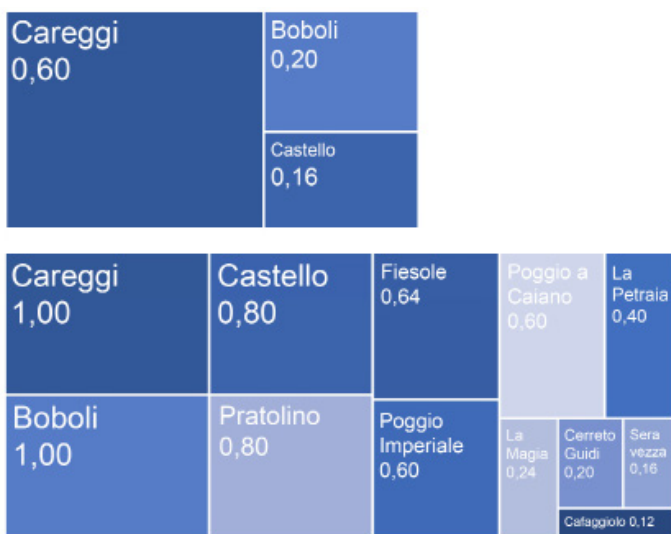 Careggi
0,60
Boboli
0,20
Castello
0,16
Careggi
1,00
Castello
0,80
Fiesole
0,64
Poggio a
Caiano
0,60
La
Petraia
0,40
Boboli
1,00
Pratolino
0,80
Poggio
Imperiale
0,60
La
Magia
0,24
Cerreto
Guidi
0,20
Sera
vezza
0,16
Cafaggiolo 0,12